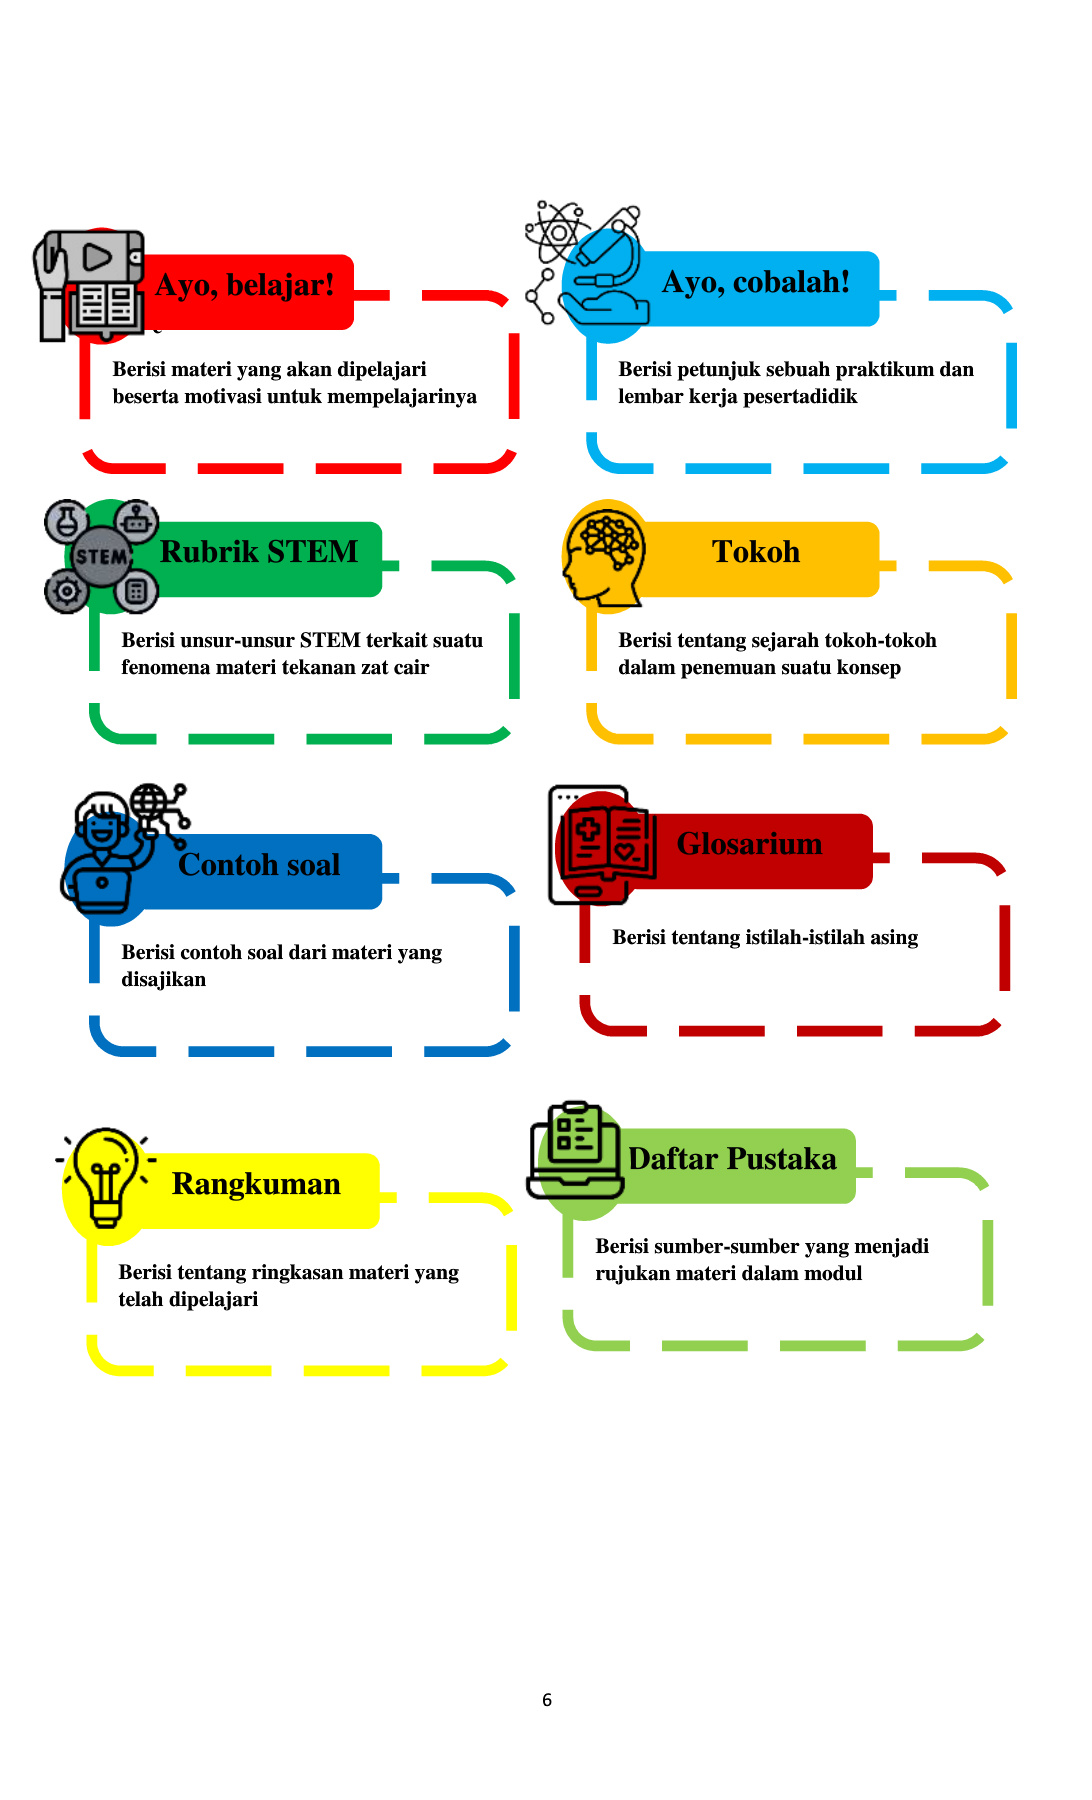 Ayo, belajar!
Berisi materi yang akan dipelajari
beserta motivasi untuk mempelajarinya
Ayo, cobalah!
Berisi petunjuk sebuah praktikum dan
lembar kerja pesertadidik
STEM
Rubrik STEM
Berisi unsur-unsur STEM terkait suatu
fenomena materi tekanan zat cair
Tokoh
Berisi tentang sejarah tokoh-tokoh
dalam penemuan suatu konsep
Contoh soal
Berisi contoh soal dari materi yang
disajikan
Glosarium
Berisi tentang istilah-istilah asing
Rangkuman
Berisi tentang ringkasan materi yang
telah dipelajari
Daftar Pustaka
Berisi sumber-sumber yang menjadi
rujukan materi dalam modul
6